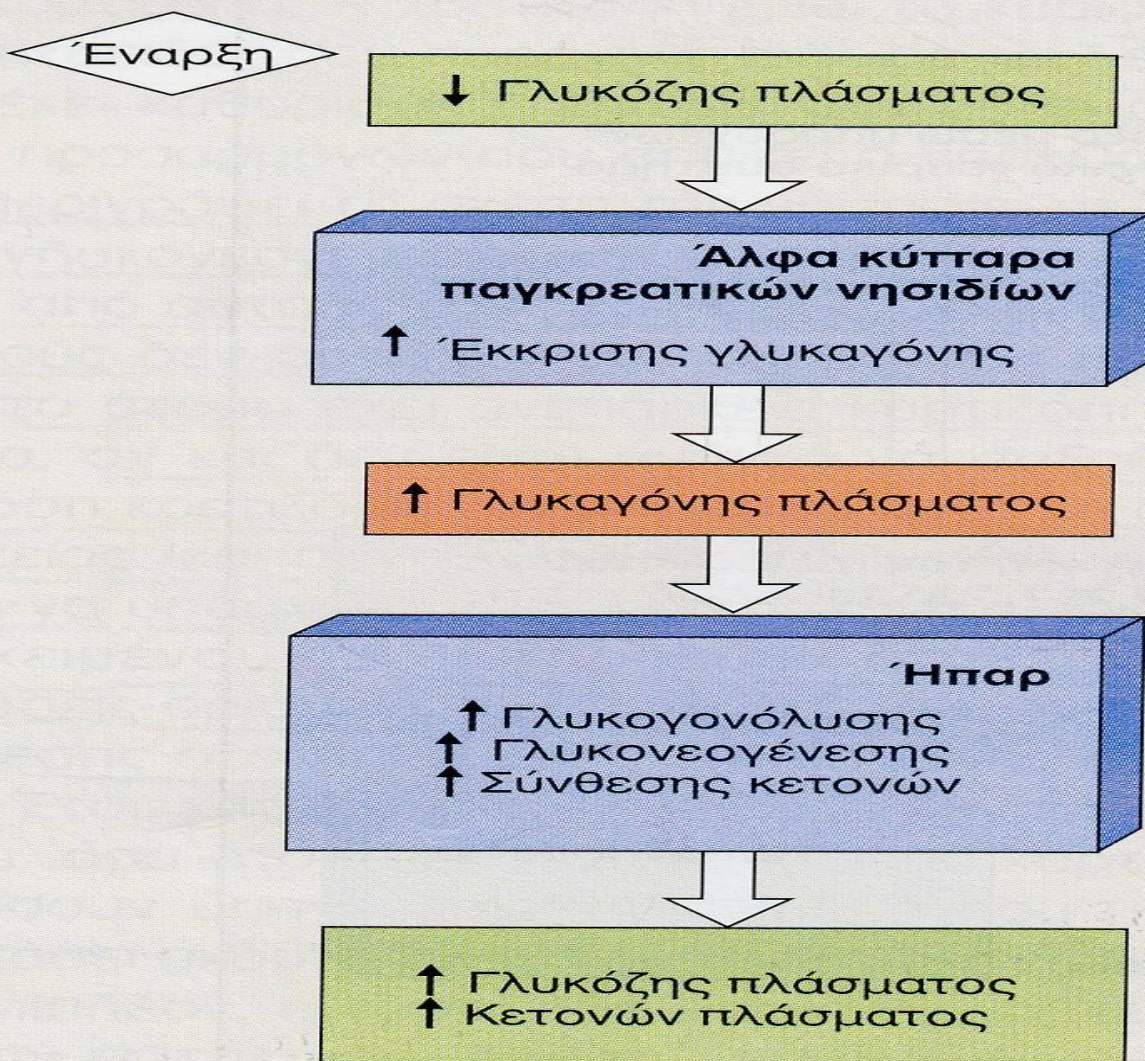 Έναρξη
↓ Γλυκόζης πλάσματος
Άλφα κύτταρα
παγκρεατικών νησιδίων
↑ Έκκρισης γλυκαγόνης
↑ Γλυκαγόνης πλάσματος
Ήπαρ
↑ Γλυκογονόλυσης
↑ Γλυκονεογένεσης
↑ Σύνθεσης κετονών
↑ Γλυκόζης πλάσματος
↑ Κετονών πλάσματος